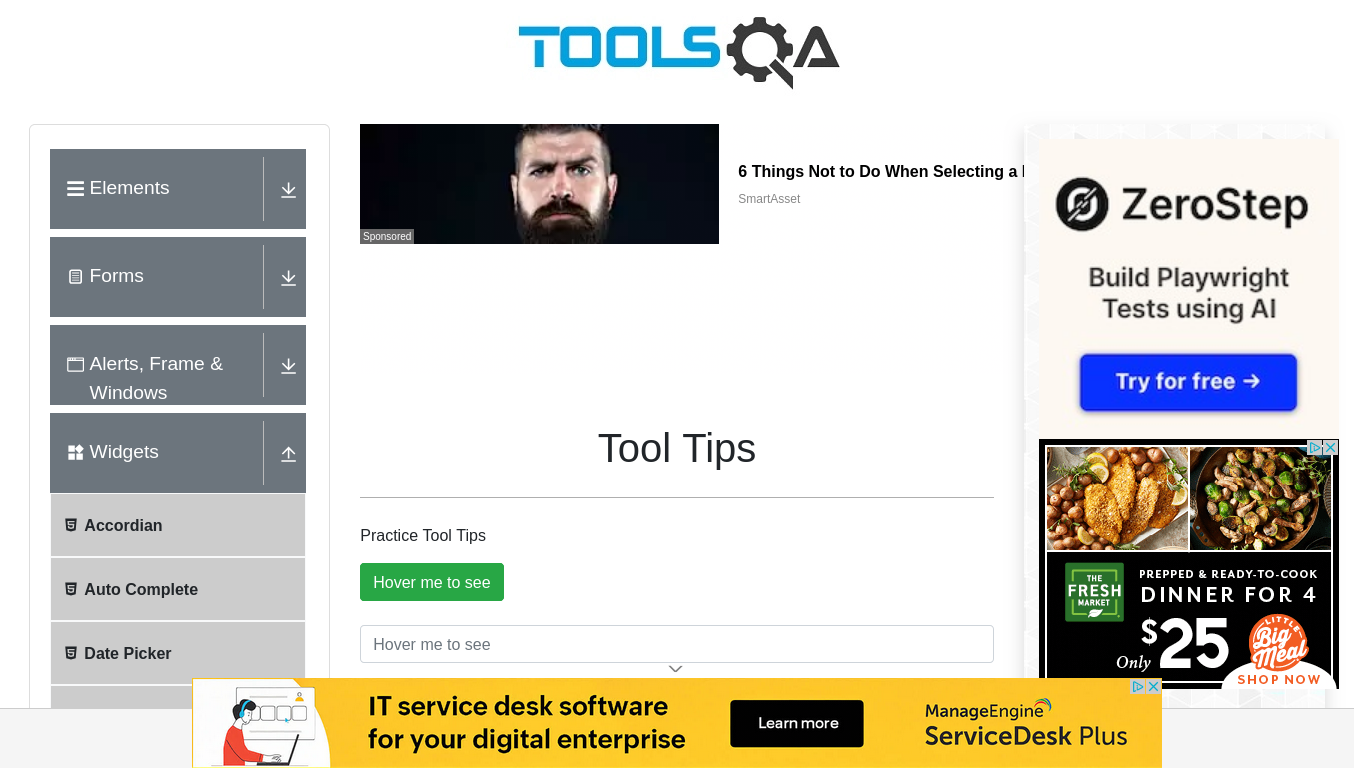 TOOLSQA
Elements
Forms
Alerts, Frame &
Windows
Widgets
Accordian
Auto Complete
Date Picker
Sponsored
6 Things Not to Do When Selecting a
SmartAsset
Tool Tips
Practice Tool Tips
Hover me to see
Hover me to see
ZeroStep
Build Playwright
Tests using AI
Try for free →
THE
FRESH
MARKET
PREPPED & READY-TO-COOK
DINNER FOR 4
Only $25
LITTLE
Big
Meal
SHOP NOW
IT service desk software
for your digital enterprise
Learn more
ManageEngine
ServiceDesk Plus